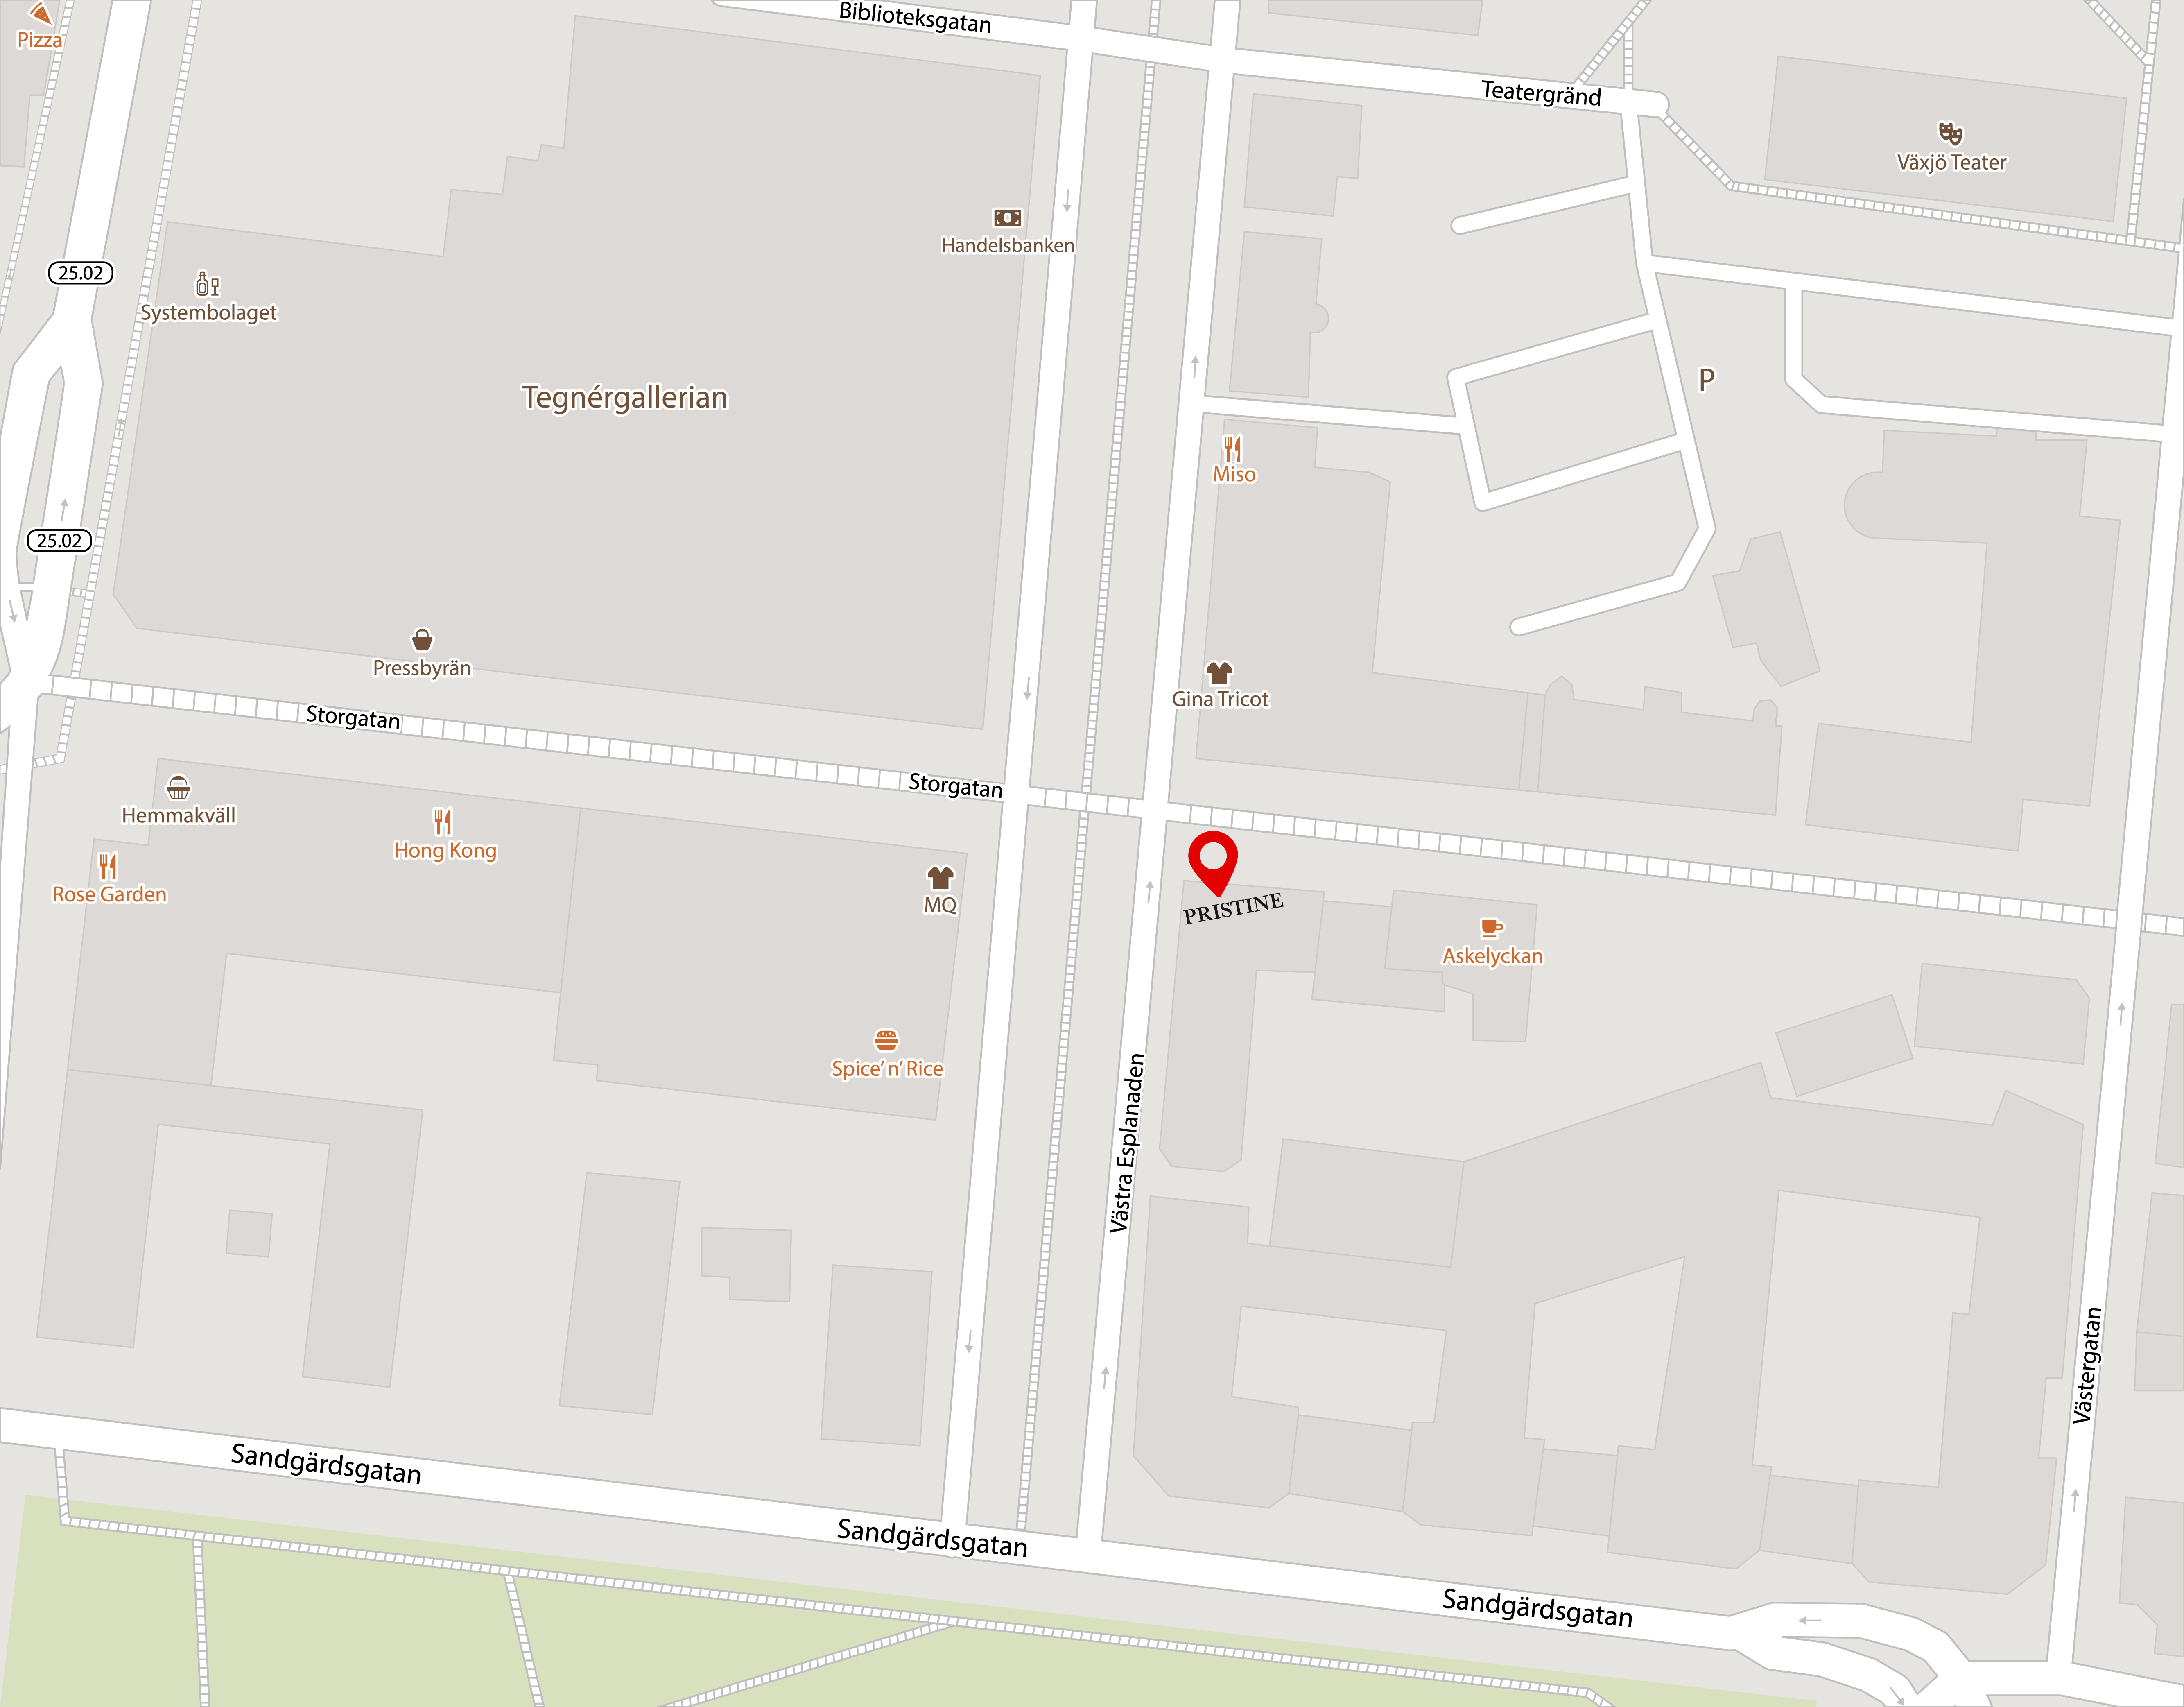 Biblioteksgatan
Pizza
Teatergränd
Växjö Teater
Handelsbanken
25.02
Systembolaget
P
Tegnérgallerian
Miso
25.02
Pressbyrän
Gina Tricot
Storgatan
Storgatan
Hemmakväll
Hong Kong
Rose Garden
MQ
PRISTINE
Askelyckan
Spice'n'Rice
Västra Esplanaden
Västergatan
Sandgärdsgatan
Sandgärdsgatan
Sandgärdsgatan